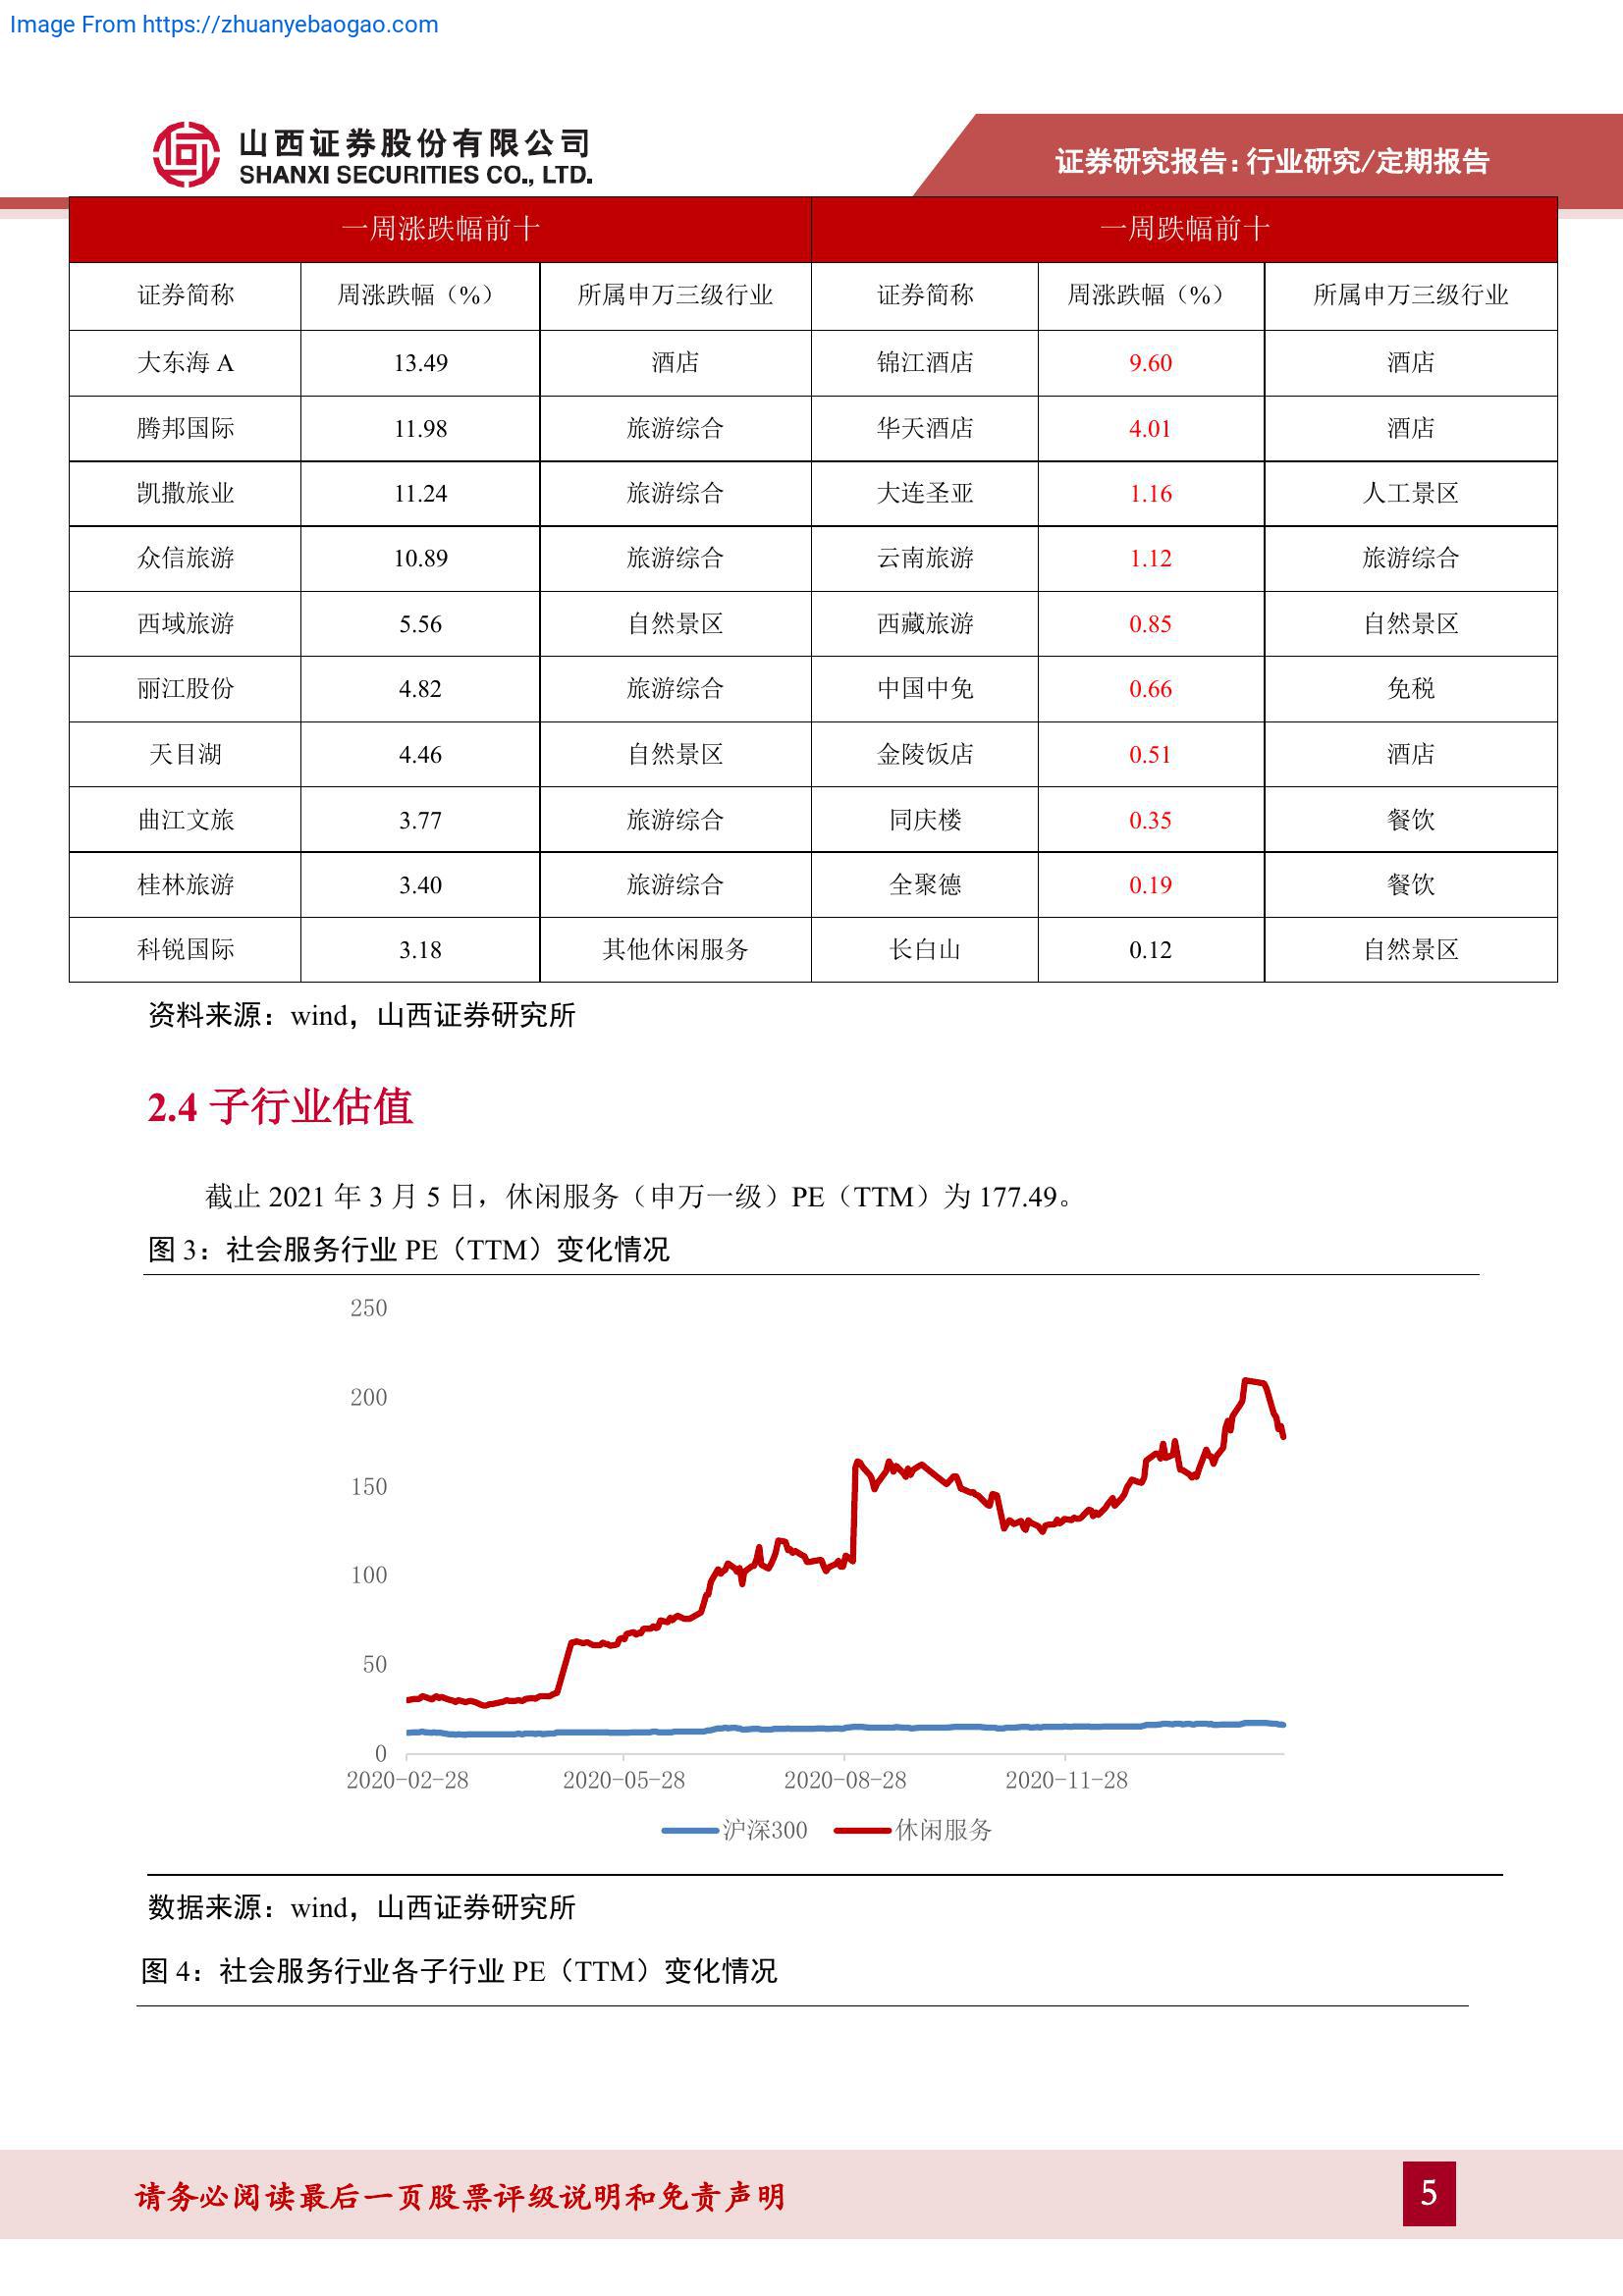 Image From https://zhuanyebaogao.com
山西证券股份有限公司
SHANXI SECURITIES CO., LTD.
证券研究报告:行业研究/定期报告
一周涨跌幅前十 一周跌幅前十
证券简称 周涨跌幅（%） 所属申万三级行业 证券简称 周涨跌幅（%） 所属申万三级行业
大东海 A 13.49 酒店 锦江酒店 9.60 酒店
腾邦国际 11.98 旅游综合 华天酒店 4.01 酒店
凯撒旅业 11.24 旅游综合 大连圣亚 1.16 人工景区
众信旅游 10.89 旅游综合 云南旅游 1.12 旅游综合
西域旅游 5.56 自然景区 西藏旅游 0.85 自然景区
丽江股份 4.82 旅游综合 中国中免 0.66 免税
天目湖 4.46 自然景区 金陵饭店 0.51 酒店
曲江文旅 3.77 旅游综合 同庆楼 0.35 餐饮
桂林旅游 3.40 旅游综合 全聚德 0.19 餐饮
科锐国际 3.18 其他休闲服务 长白山 0.12 自然景区
资料来源：wind，山西证券研究所
2.4 子行业估值
截止 2021 年 3 月 5 日，休闲服务（申万一级）PE（TTM）为 177.49。
图 3：社会服务行业 PE（TTM）变化情况
250
200
150
100
50
0
2020-02-28 2020-05-28 2020-08-28 2020-11-28
沪深300 休闲服务
数据来源：wind，山西证券研究所
图 4：社会服务行业各子行业 PE（TTM）变化情况
请务必阅读最后一页股票评级说明和免责声明
5